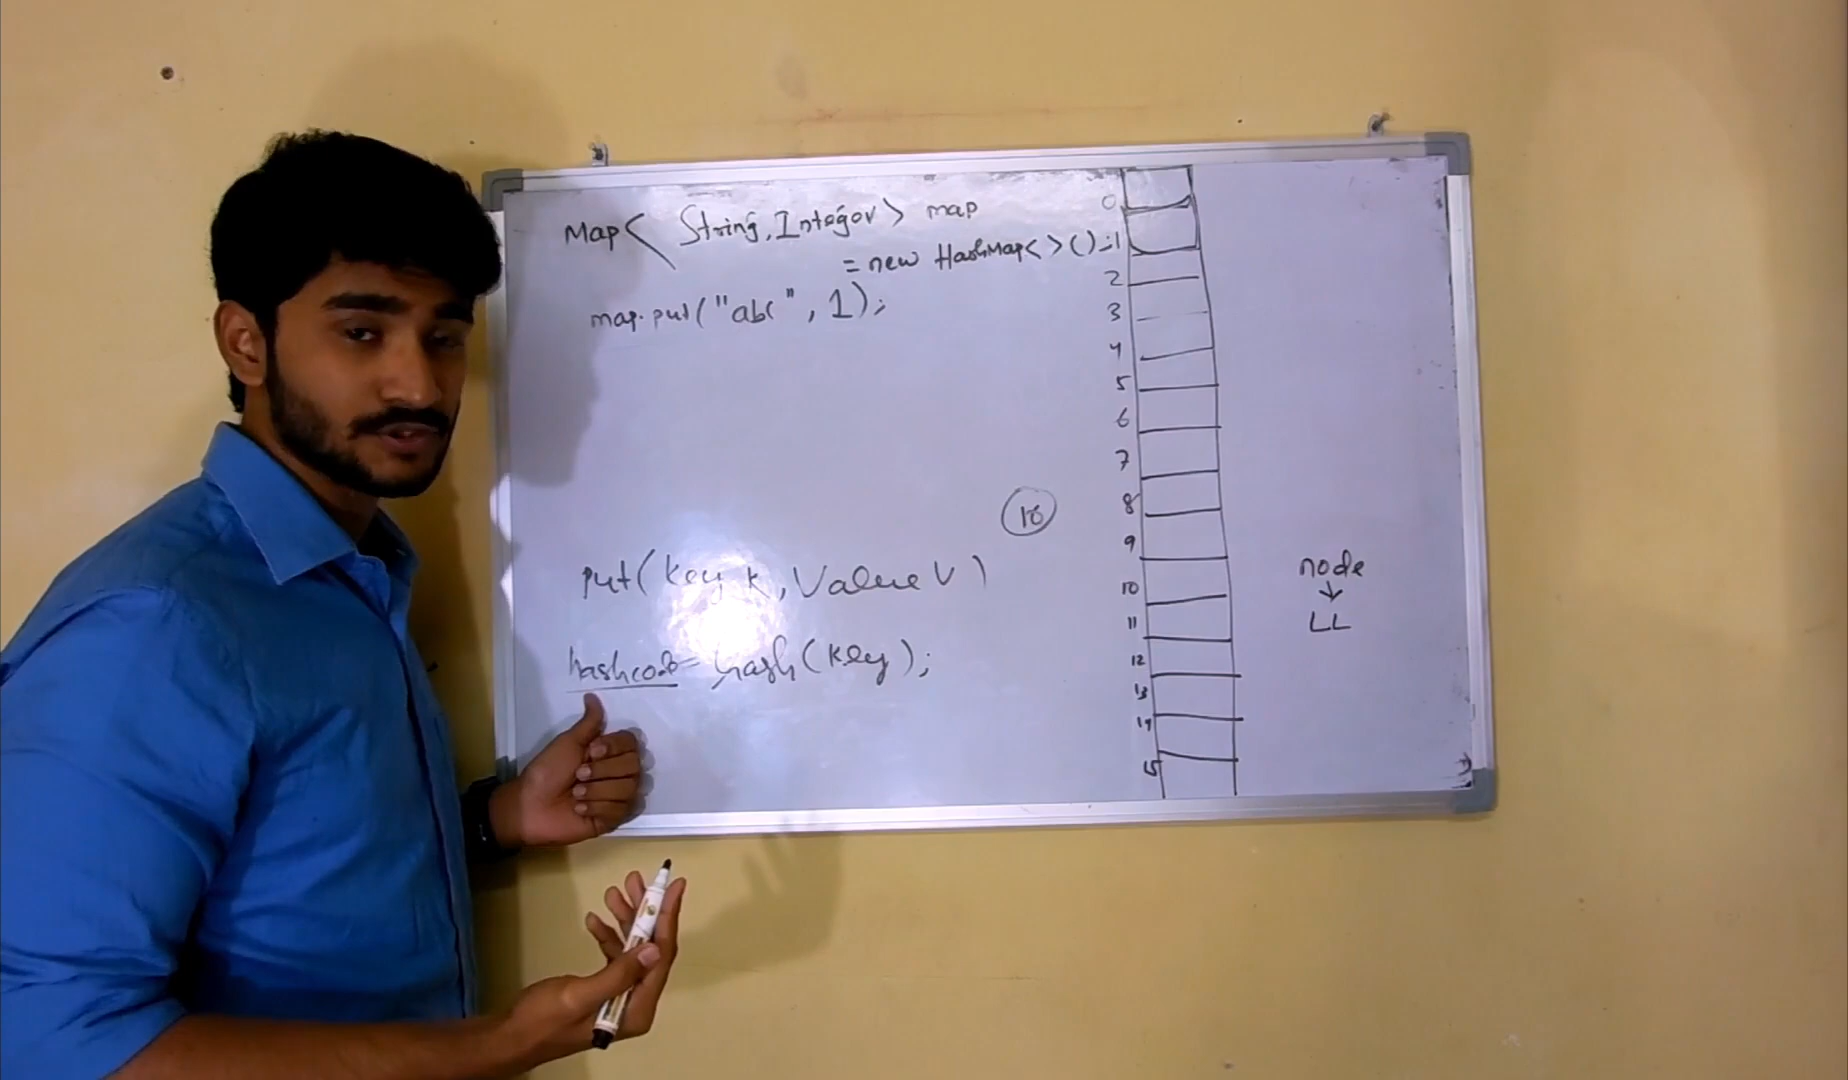 Map< String, Integer> map
= new HashMap<>();
map.put("abc", 1);
16
put(key k, Value V)
hashcode = hash(key);
0
1
2
3
4
5
6
7
8
9
10
11
12
13
14
15
node
LL